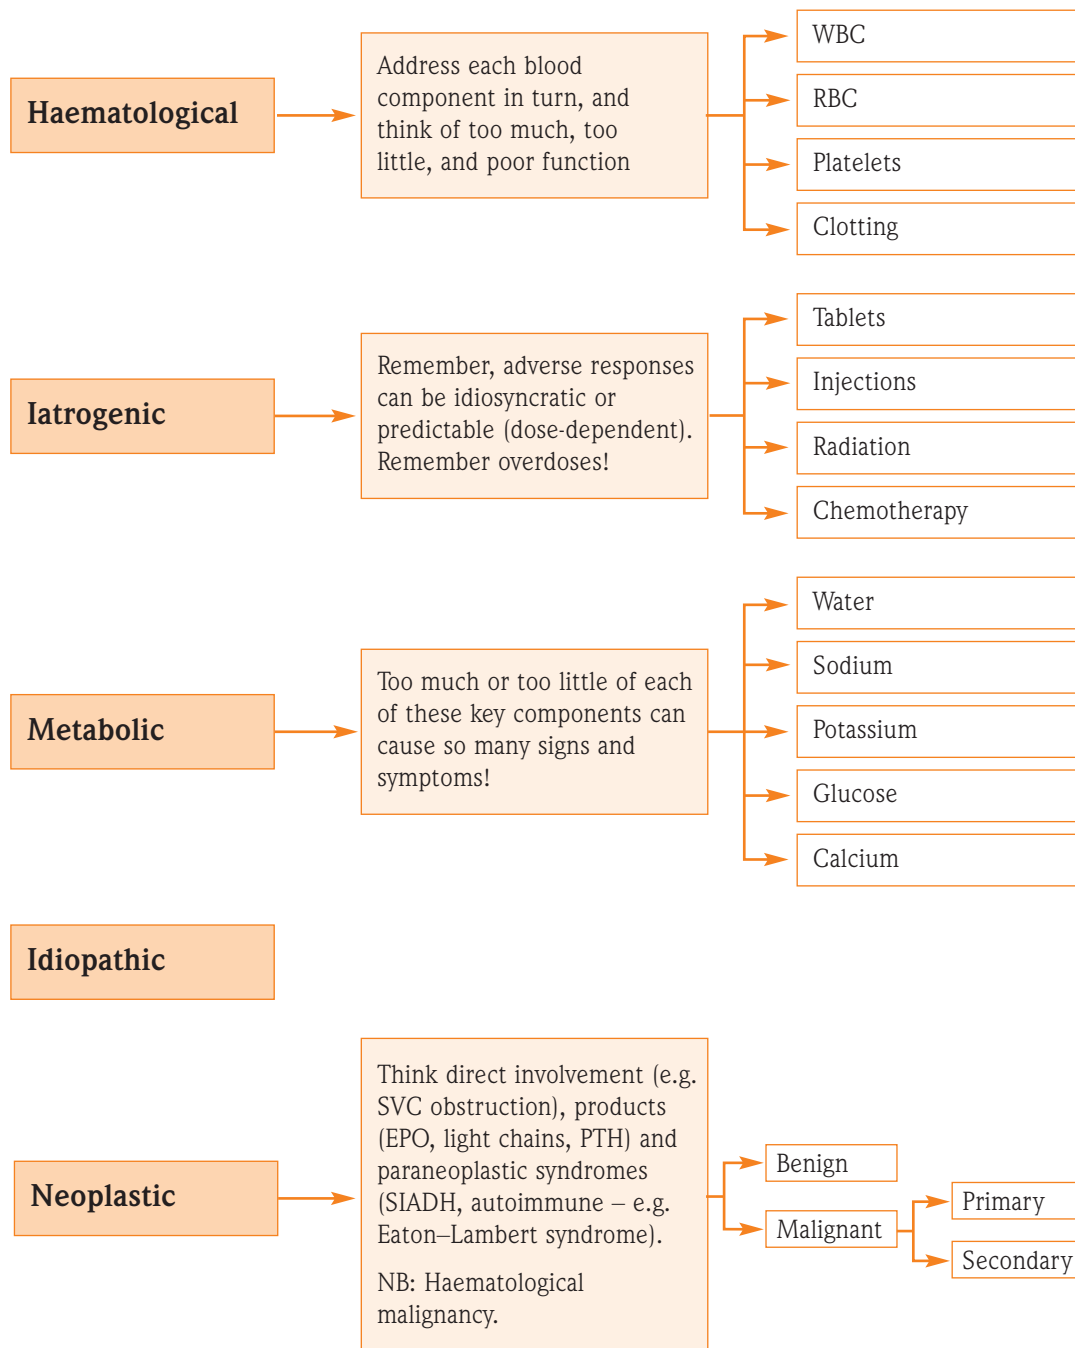 Haematological
Address each blood
component in turn, and
think of too much, too
little, and poor function
WBC
RBC
Platelets
Clotting
Iatrogenic
Remember, adverse responses
can be idiosyncratic or
predictable (dose-dependent).
Remember overdoses!
Tablets
Injections
Radiation
Chemotherapy
Metabolic
Too much or too little of each
of these key components can
cause so many signs and
symptoms!
Water
Sodium
Potassium
Glucose
Calcium
Idiopathic
Neoplastic
Think direct involvement (e.g.
SVC obstruction), products
(EPO, light chains, PTH) and
paraneoplastic syndromes
(SIADH, autoimmune – e.g.
Eaton–Lambert syndrome).
NB: Haematological
malignancy.
Benign
Malignant
Primary
Secondary